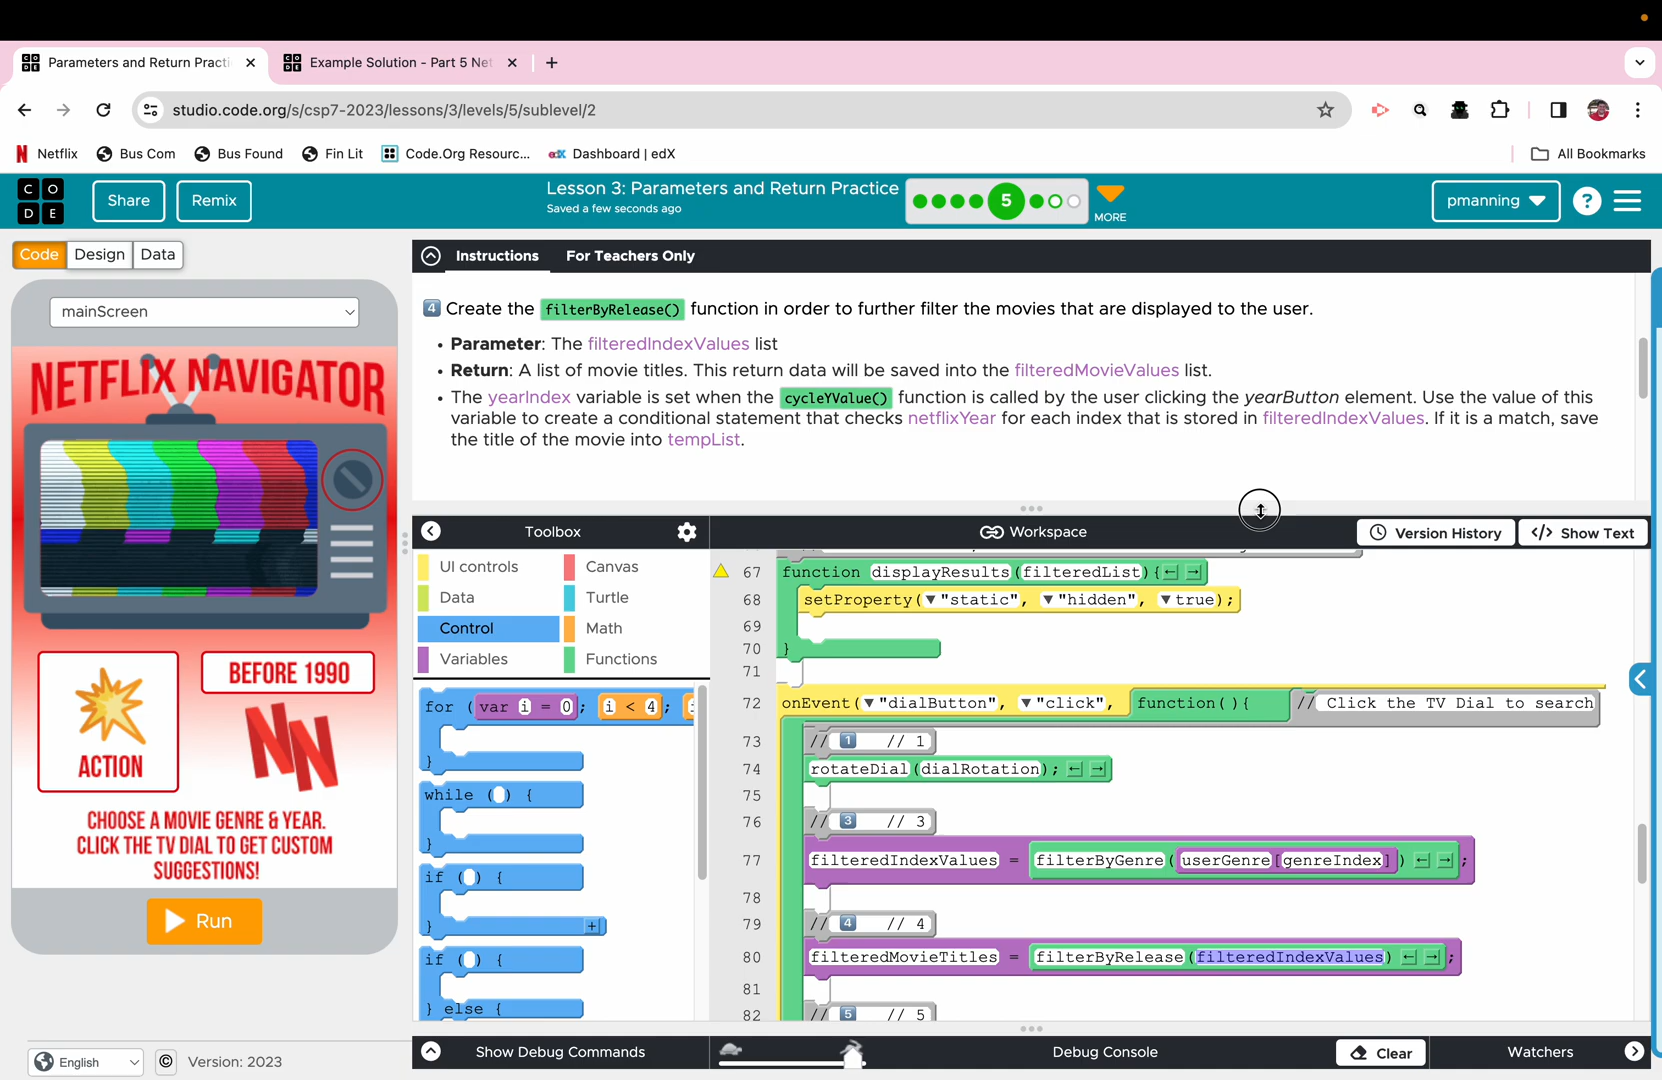 Parameters and Return Practi
Example Solution - Part 5 Net
studio.code.org/s/csp7-2023/lessons/3/levels/5/sublevel/2
Netflix
Bus Com
Bus Found
Fin Lit
Code.Org Resourc...
Dashboard | edX
All Bookmarks
C O
D E
Share
Remix
Lesson 3: Parameters and Return Practice
Saved a few seconds ago
5
MORE
pmanning
?
Code
Design
Data
Instructions
For Teachers Only
mainScreen
4 Create the filterByRelease() function in order to further filter the movies that are displayed to the user.
• Parameter: The filteredIndexValues list
• Return: A list of movie titles. This return data will be saved into the filteredMovieValues list.
• The yearIndex variable is set when the cycleYValue() function is called by the user clicking the yearButton element. Use the value of this
variable to create a conditional statement that checks netflixYear for each index that is stored in filteredIndexValues. If it is a match, save
the title of the movie into tempList.
NETFLIX NAVIGATOR
BEFORE 1990
ACTION
CHOOSE A MOVIE GENRE & YEAR.
CLICK THE TV DIAL TO GET CUSTOM
SUGGESTIONS!
Run
Toolbox
Workspace
Version History
</> Show Text
UI controls
Canvas
Data
Turtle
Control
Math
Variables
Functions
for (var i = 0; i < 4; i
}
while () {
}
if () {
}
+
if () {
} else {
67 function displayResults(filteredList){
68 setProperty("static", "hidden", true);
69
70 }
71
72 onEvent("dialButton", "click", function(){ // Click the TV Dial to search
73 // 1 // 1
74 rotateDial(dialRotation);
75
76 // 3 // 3
77 filteredIndexValues = filterByGenre(userGenre[genreIndex]);
78
79 // 4 // 4
80 filteredMovieTitles = filterByRelease(filteredIndexValues);
81
82 // 5 // 5
English
©
Version: 2023
Show Debug Commands
Debug Console
Clear
Watchers